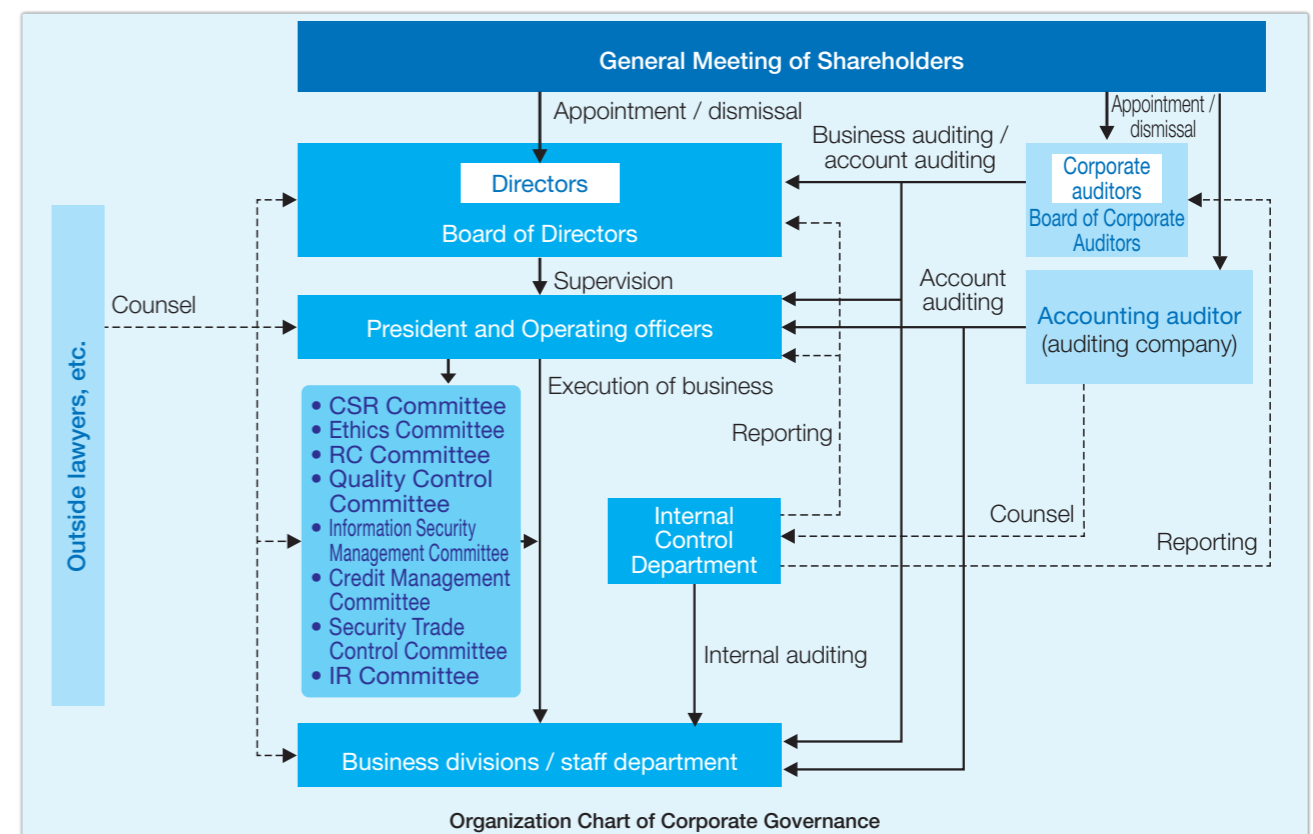 General Meeting of Shareholders
Appointment / dismissal
Appointment /
dismissal
Business auditing /
account auditing
Directors
Board of Directors
Corporate
auditors
Board of Corporate
Auditors
Supervision
Account
auditing
Counsel
President and Operating officers
Accounting auditor
(auditing company)
Outside lawyers, etc.
Execution of business
• CSR Committee
• Ethics Committee
• RC Committee
• Quality Control
Committee
• Information Security
Management Committee
• Credit Management
Committee
• Security Trade
Control Committee
• IR Committee
Reporting
Internal
Control
Department
Counsel
Reporting
Internal auditing
Business divisions / staff department
Organization Chart of Corporate Governance